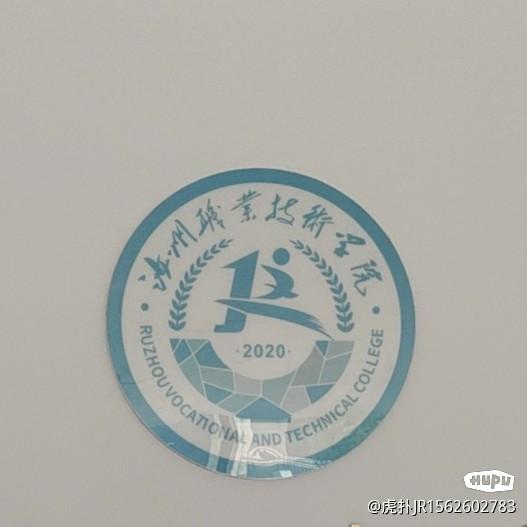 汝州职业技术学院
·2020·
RUZHOU VOCATIONAL AND TECHNICAL COLLEGE
HUPU
@虎扑JR1562602783